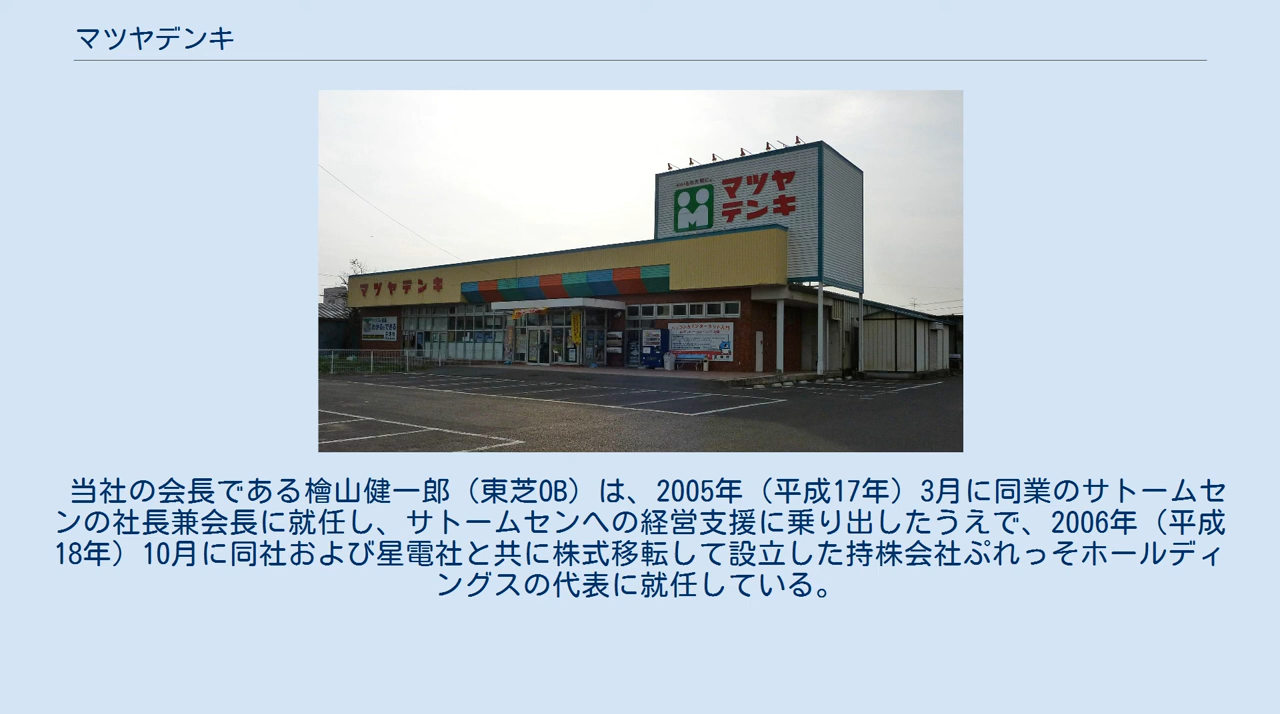 マツヤデンキ
マツヤ
デンキ
M
マツヤデンキ
当社の会長である檜山健一郎（東芝OB）は、2005年（平成17年）3月に同業のサトームセ
ンの社長兼会長に就任し、サトームセンへの経営支援に乗り出したうえで、2006年（平成
18年）10月に同社および星電社と共に株式移転して設立した持株会社ぷれっそホールディ
ングスの代表に就任している。